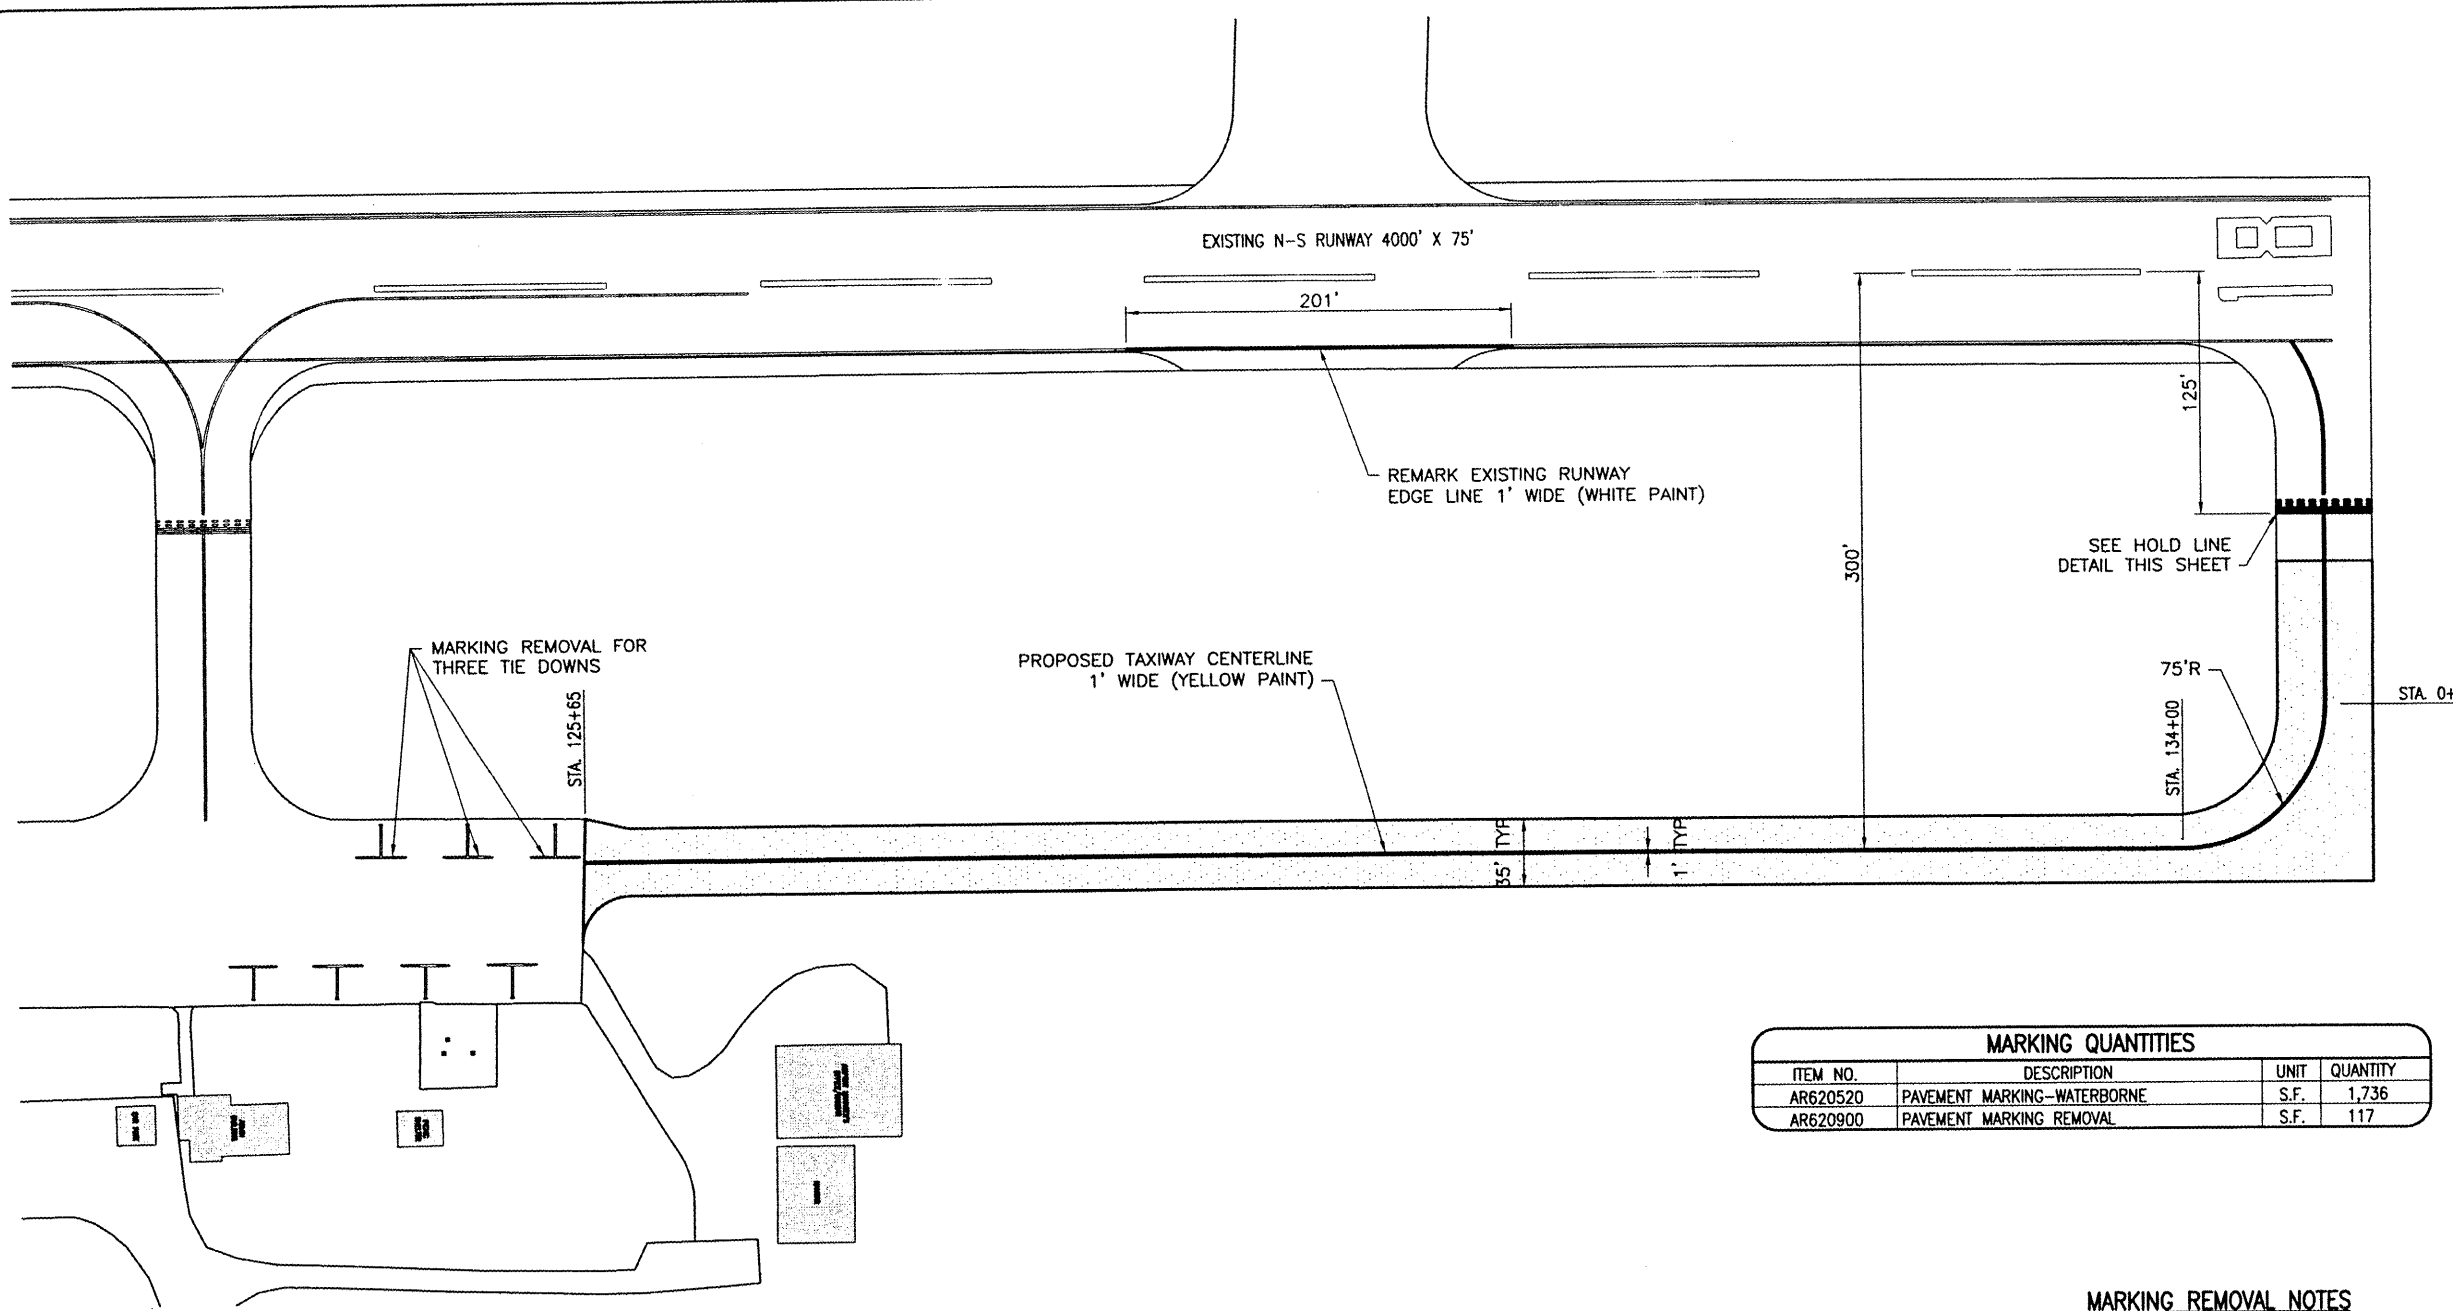 EXISTING N-S RUNWAY 4000' X 75'
201'
125'
REMARK EXISTING RUNWAY
EDGE LINE 1' WIDE (WHITE PAINT)
300'
SEE HOLD LINE
DETAIL THIS SHEET
MARKING REMOVAL FOR
THREE TIE DOWNS
STA. 125+65
PROPOSED TAXIWAY CENTERLINE
1' WIDE (YELLOW PAINT)
75'R
STA. 134+00
STA. 0+
35' TYP
1' TYP
MARKING QUANTITIES
ITEM NO. DESCRIPTION UNIT QUANTITY
AR620520 PAVEMENT MARKING-WATERBORNE S.F. 1,736
AR620900 PAVEMENT MARKING REMOVAL S.F. 117
MARKING REMOVAL NOTES